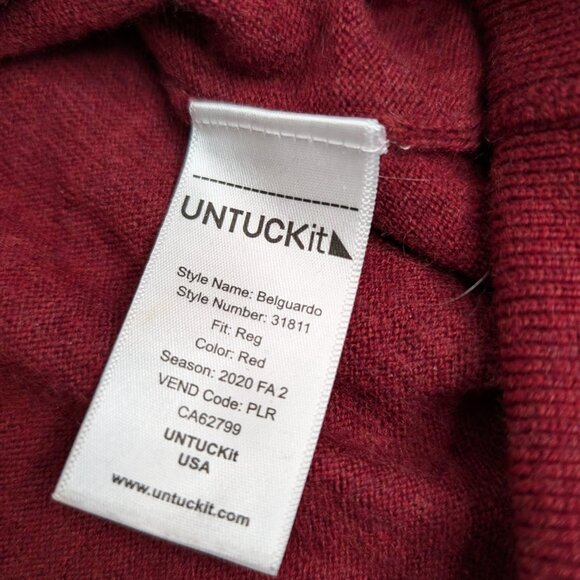 UNTUCKit
Style Name: Belguardo
Style Number: 31811
Fit: Reg
Color: Red
Season: 2020 FA 2
VEND Code: PLR
CA62799
UNTUCKit
USA
www.untuckit.com